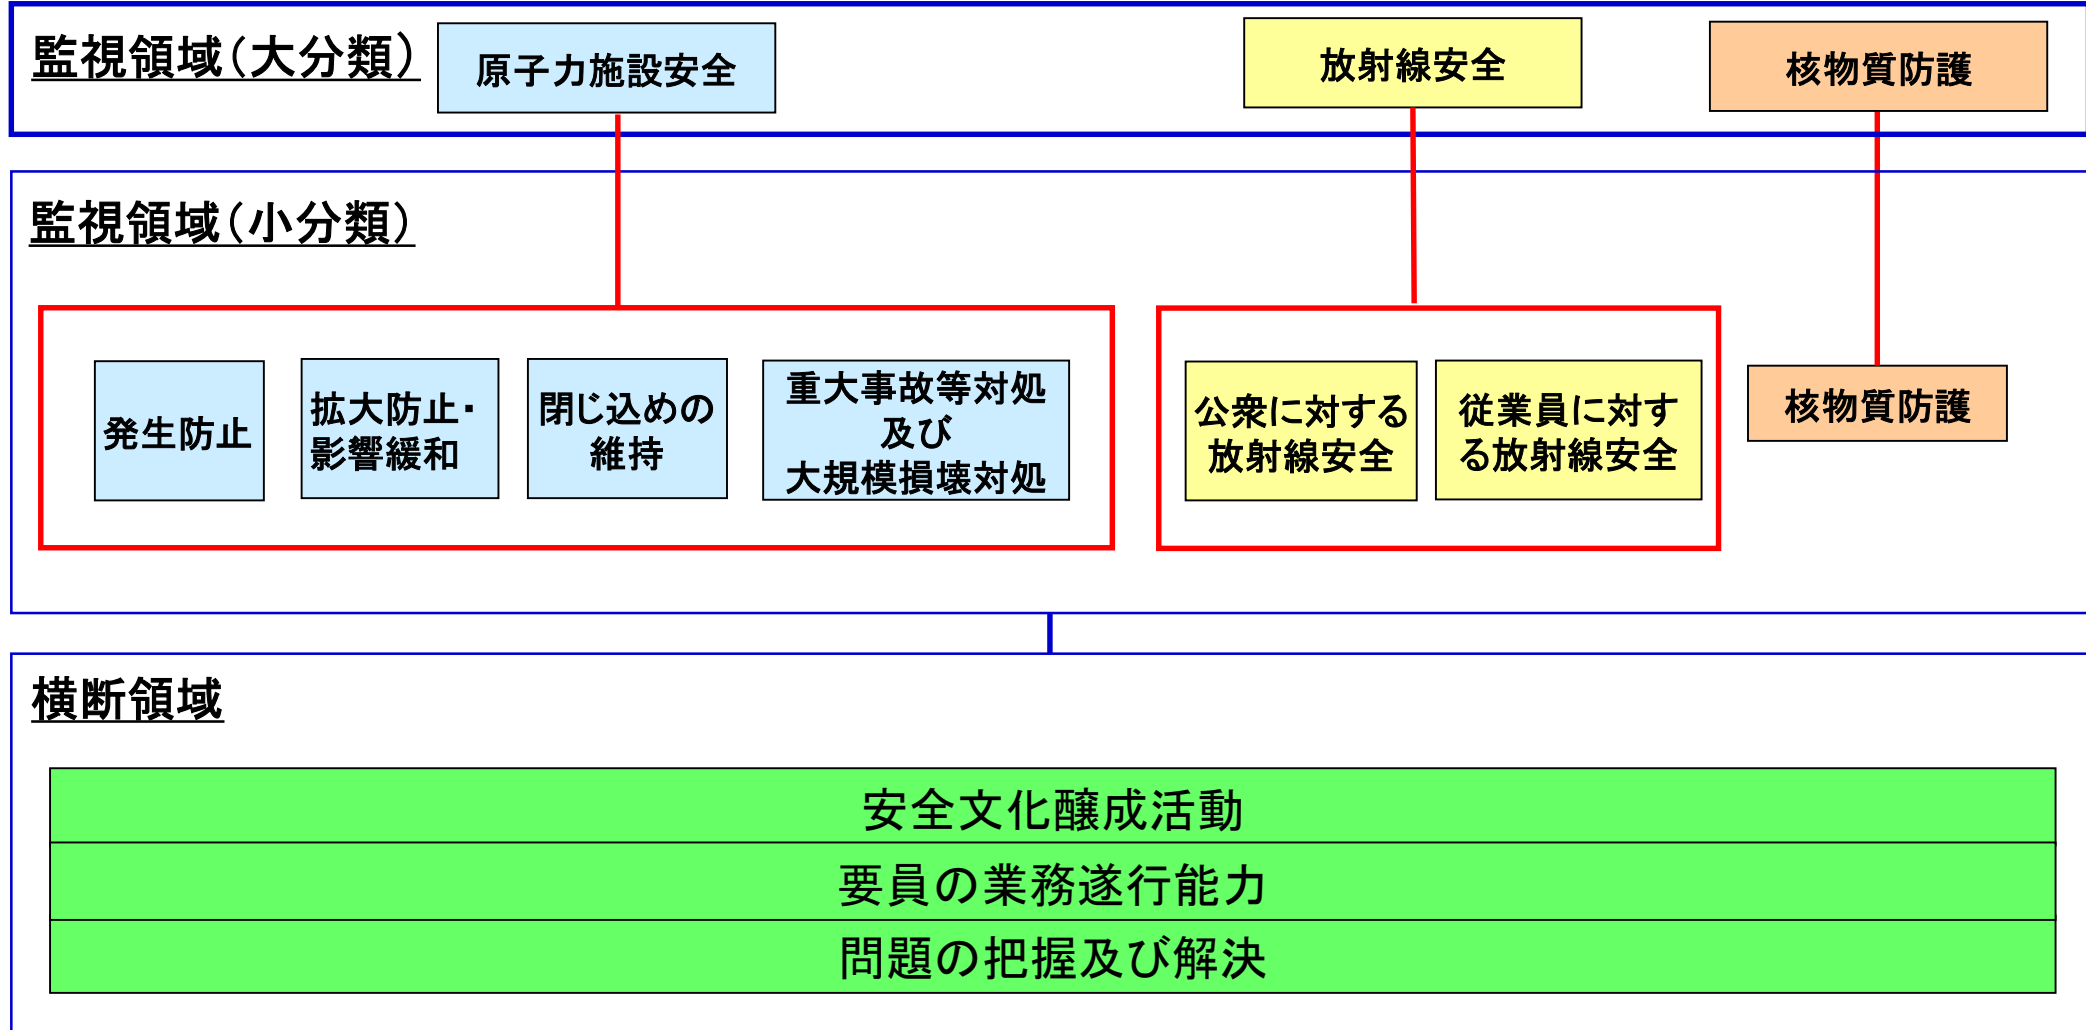 監視領域（大分類）
原子力施設安全
放射線安全
核物質防護
監視領域（小分類）
発生防止
拡大防止・
影響緩和
閉じ込めの
維持
重大事故等対処
及び
大規模損壊対処
公衆に対する
放射線安全
従業員に対す
る放射線安全
核物質防護
横断領域
安全文化醸成活動
要員の業務遂行能力
問題の把握及び解決